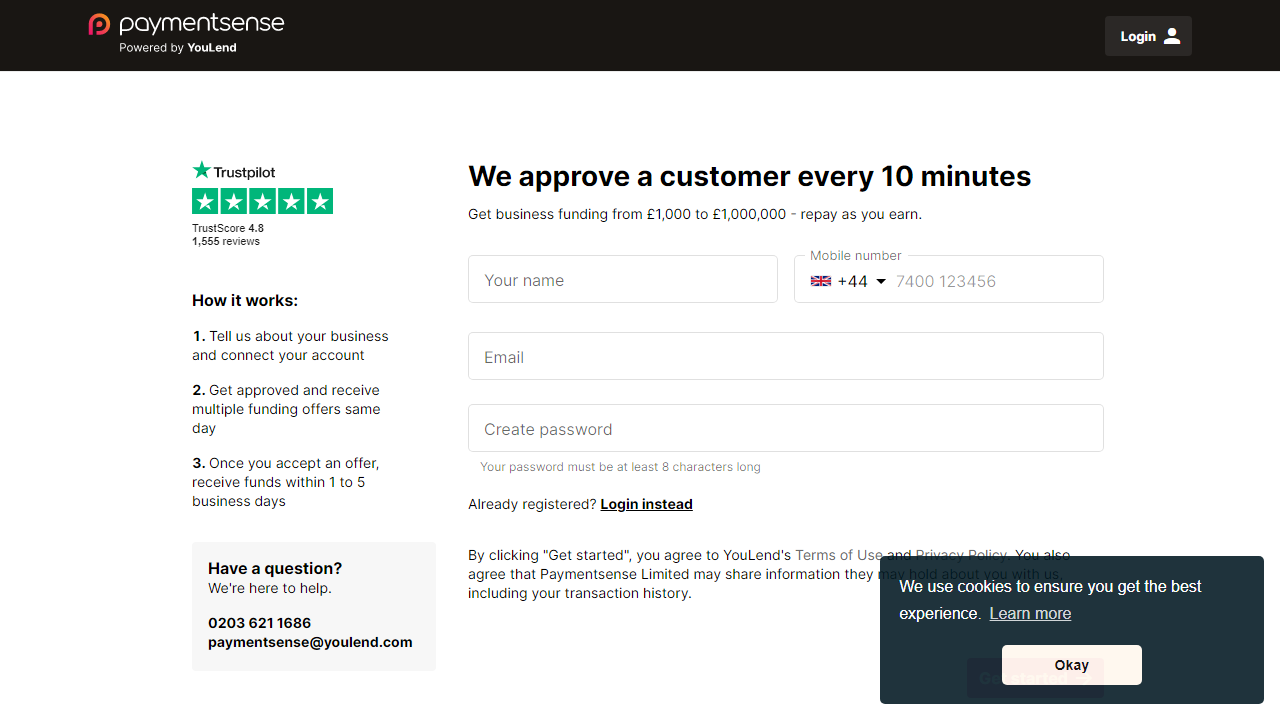 paymentsense
Powered by YouLend
Login
Trustpilot
TrustScore 4.8
1,555 reviews
How it works:
1. Tell us about your business
and connect your account
2. Get approved and receive
multiple funding offers same
day
3. Once you accept an offer,
receive funds within 1 to 5
business days
Have a question?
We're here to help.
0203 621 1686
paymentsense@youlend.com
We approve a customer every 10 minutes
Get business funding from £1,000 to £1,000,000 - repay as you earn.
Your name
Mobile number
+44
7400 123456
Email
Create password
Your password must be at least 8 characters long
Already registered? Login instead
By clicking "Get started", you agree to YouLend's Terms of Use and Privacy Policy. You also
agree that Paymentsense Limited may share information they may hold about you with us,
including your transaction history.
We use cookies to ensure you get the best
experience. Learn more
Okay